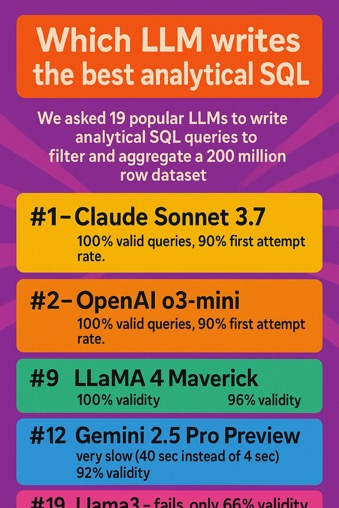 Which LLM writes
the best analytical SQL
We asked 19 popular LLMs to write
analytical SQL queries to
filter and aggregate a 200 million
row dataset
#1–Claude Sonnet 3.7
100% valid queries, 90% first attempt
rate.
#2–OpenAI o3-mini
100% valid queries, 90% first attempt
rate.
#9 LLaMA 4 Maverick
100% validity 96% validity
#12 Gemini 2.5 Pro Preview
very slow (40 sec instead of 4 sec)
92% validity
#19 Llama3 – fails, only 66% validity